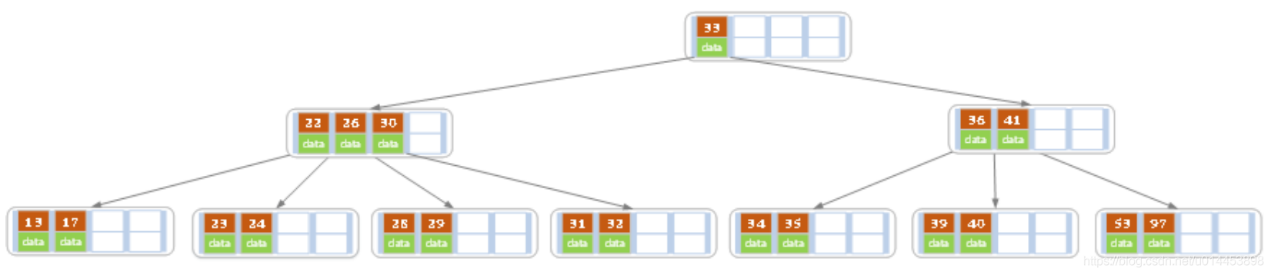 33
data
22 26 30
data data data
36 41
data data
13 17
data data
23 24
data data
28 29
data data
31 32
data data
34 35
data data
39 40
data data
53 97
data data